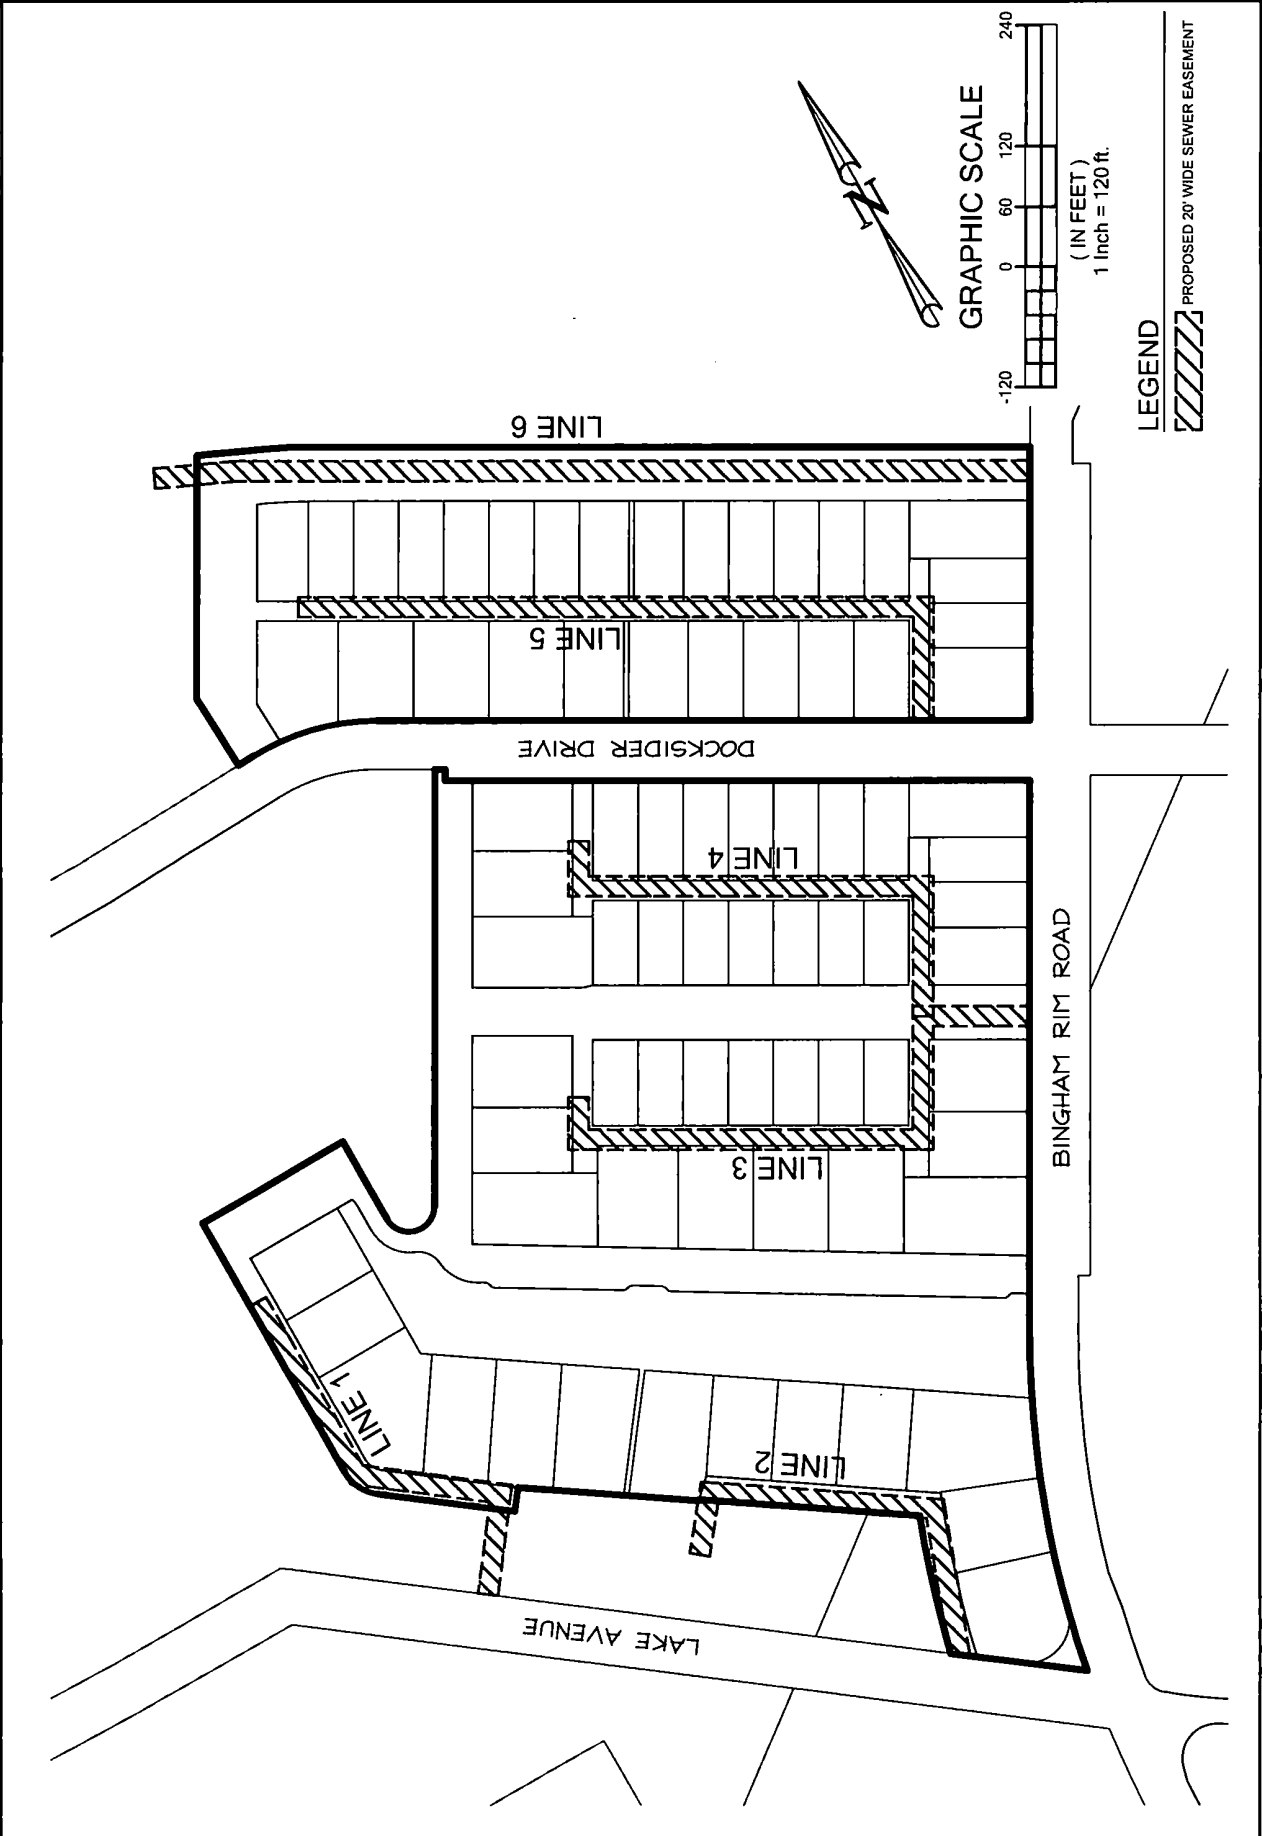 240
120
60
0
-120
GRAPHIC SCALE
( IN FEET )
1 Inch = 120 ft.
N
LEGEND
PROPOSED 20' WIDE SEWER EASEMENT
LINE 6
LINE 5
DOCKSIDER DRIVE
LINE 4
BINGHAM RIM ROAD
LINE 3
LINE 1
LINE 2
LAKE AVENUE